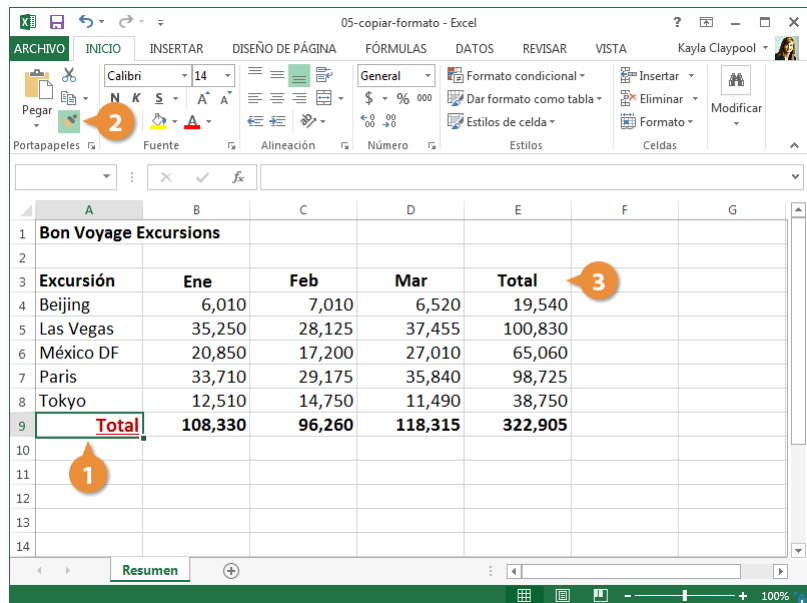 05-copiar-formato - Excel ?
ARCHIVO INICIO INSERTAR DISEÑO DE PÁGINA FÓRMULAS DATOS REVISAR VISTA Kayla Claypool
Pegar
Portapapeles
2
Calibri 14
N K S A A
A
Fuente
Alineación
General
$ - % 000
Número
Formato condicional
Dar formato como tabla
Estilos de celda
Estilos
Insertar
Eliminar
Formato
Celdas
Modificar
fx
A B C D E F G
1 Bon Voyage Excursions
2
3 Excursión Ene Feb Mar Total 3
4 Beijing 6,010 7,010 6,520 19,540
5 Las Vegas 35,250 28,125 37,455 100,830
6 México DF 20,850 17,200 27,010 65,060
7 Paris 33,710 29,175 35,840 98,725
8 Tokyo 12,510 14,750 11,490 38,750
9 Total 108,330 96,260 118,315 322,905
10
11 1
12
13
14
Resumen
100%